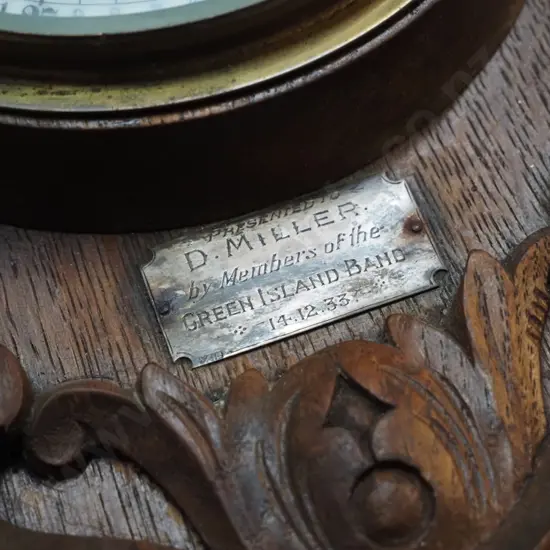 PRESENTED TO
D. MILLER.
by Members of the
GREEN ISLAND BAND
14.12.33.